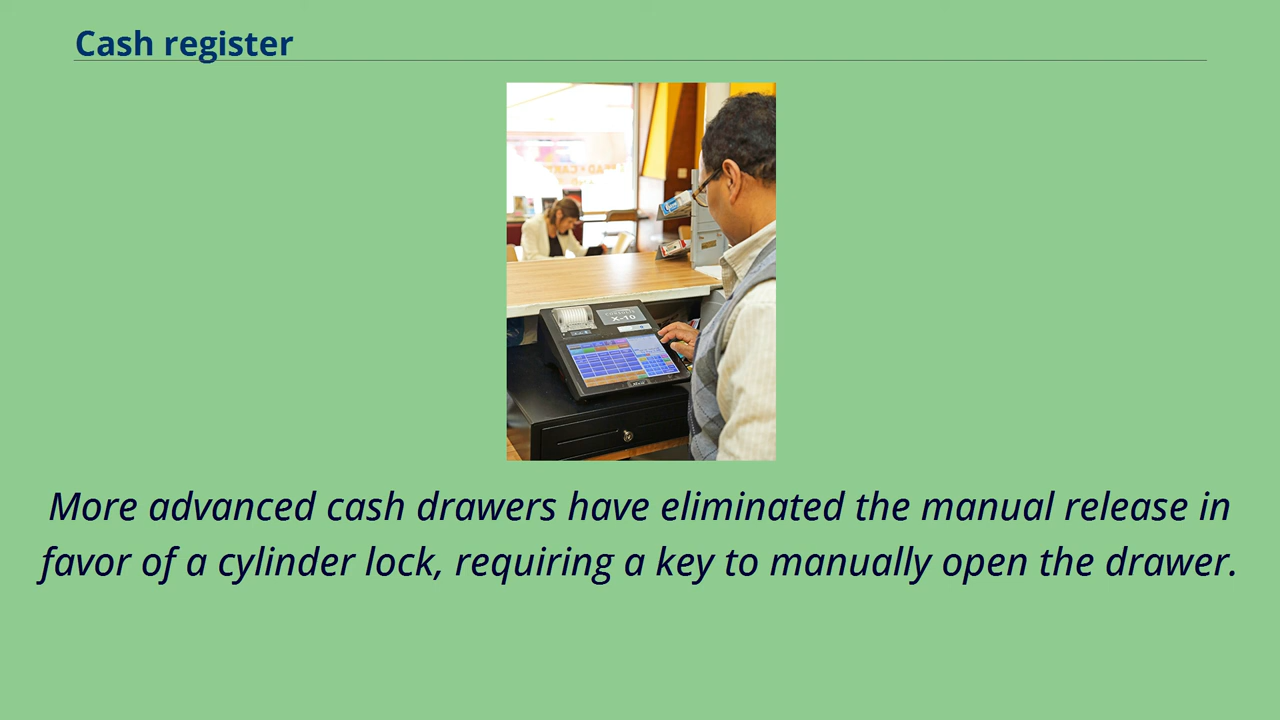 Cash register
X-10
More advanced cash drawers have eliminated the manual release in
favor of a cylinder lock, requiring a key to manually open the drawer.